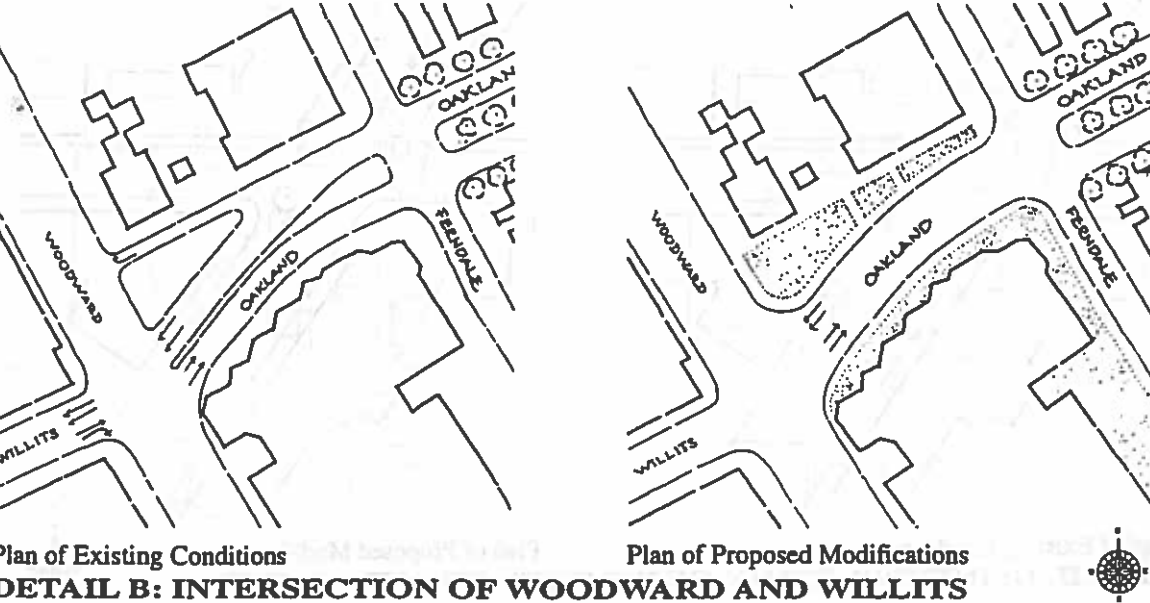 OAKLAN
WOODWARD
OAKLAND
FERNDALE
WILLITS
Plan of Existing Conditions
OAKLAND
WOODWARD
OAKLAND
FERNDALE
WILLITS
Plan of Proposed Modifications
DETAIL B: INTERSECTION OF WOODWARD AND WILLITS